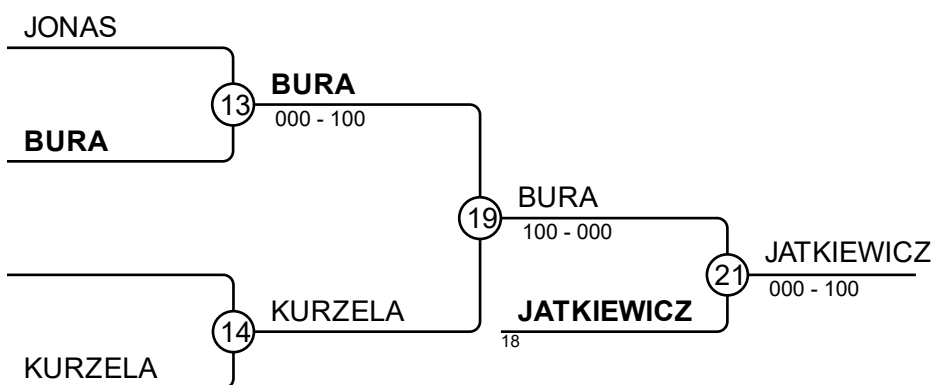 JONAS
13
BURA
000 - 100
BURA
19
BURA
100 - 000
21
JATKIEWICZ
000 - 100
14
KURZELA
JATKIEWICZ
18
KURZELA